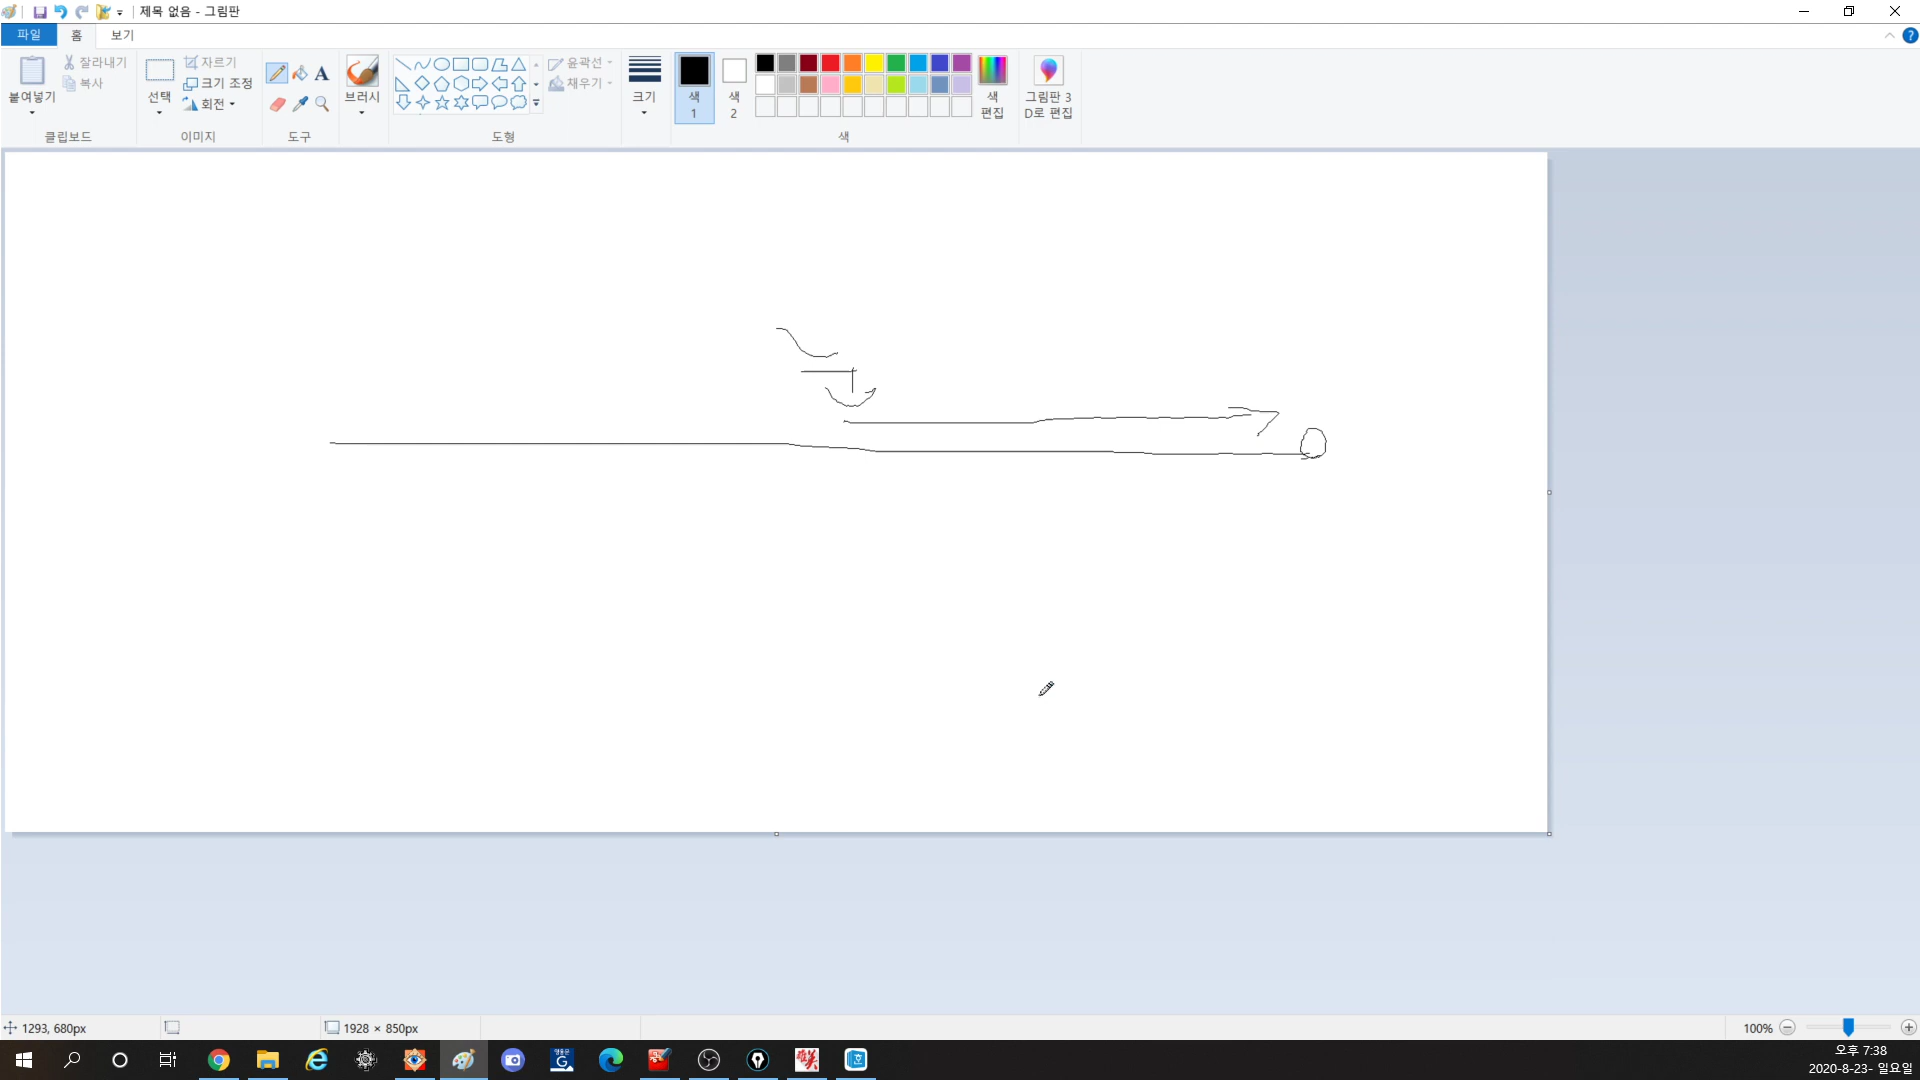 제목 없음 - 그림판
파일 홈 보기
붙여넣기
잘라내기
복사
클립보드
선택
자르기
크기 조정
회전
이미지
A
도구
브러시
윤곽선
채우기
도형
크기
색
1
색
2
색
편집
색
그림판 3
D로 편집
1293, 680px
1928 × 850px
100%
오후 7:38
2020-8-23- 일요일